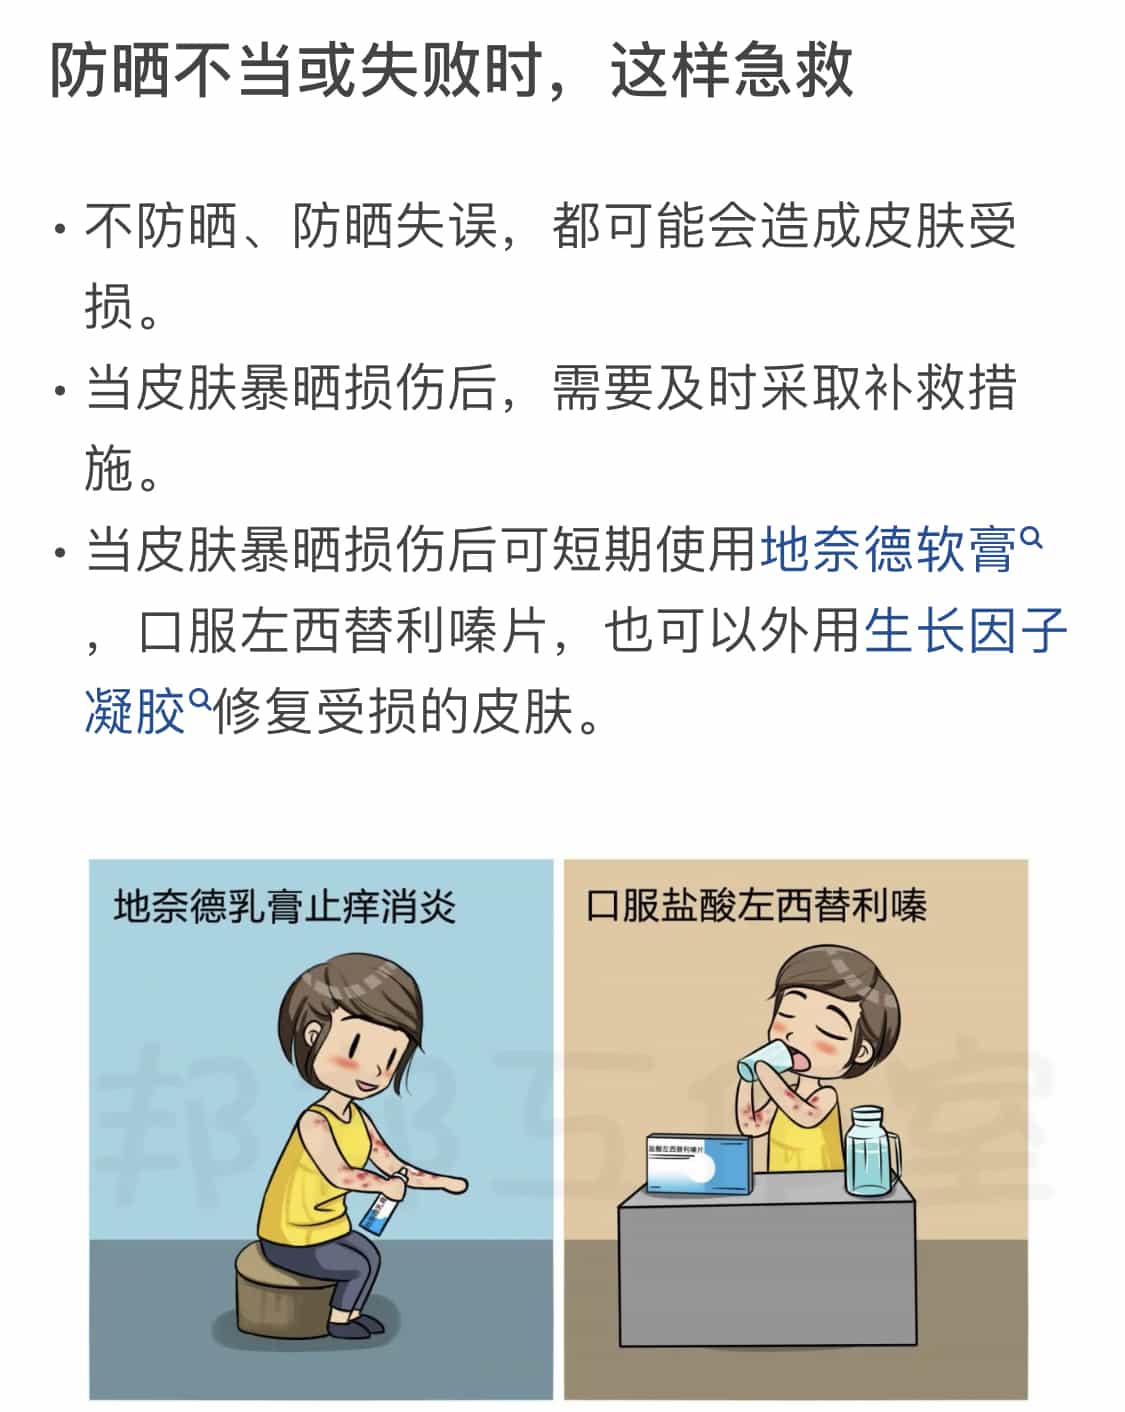 防晒不当或失败时，这样急救
• 不防晒、防晒失误，都可能会造成皮肤受
损。
• 当皮肤暴晒损伤后，需要及时采取补救措
施。
• 当皮肤暴晒损伤后可短期使用地奈德软膏
，口服左西替利嗪片，也可以外用生长因子
凝胶修复受损的皮肤。
地奈德乳膏止痒消炎
口服盐酸左西替利嗪
盐酸左西替利嗪片